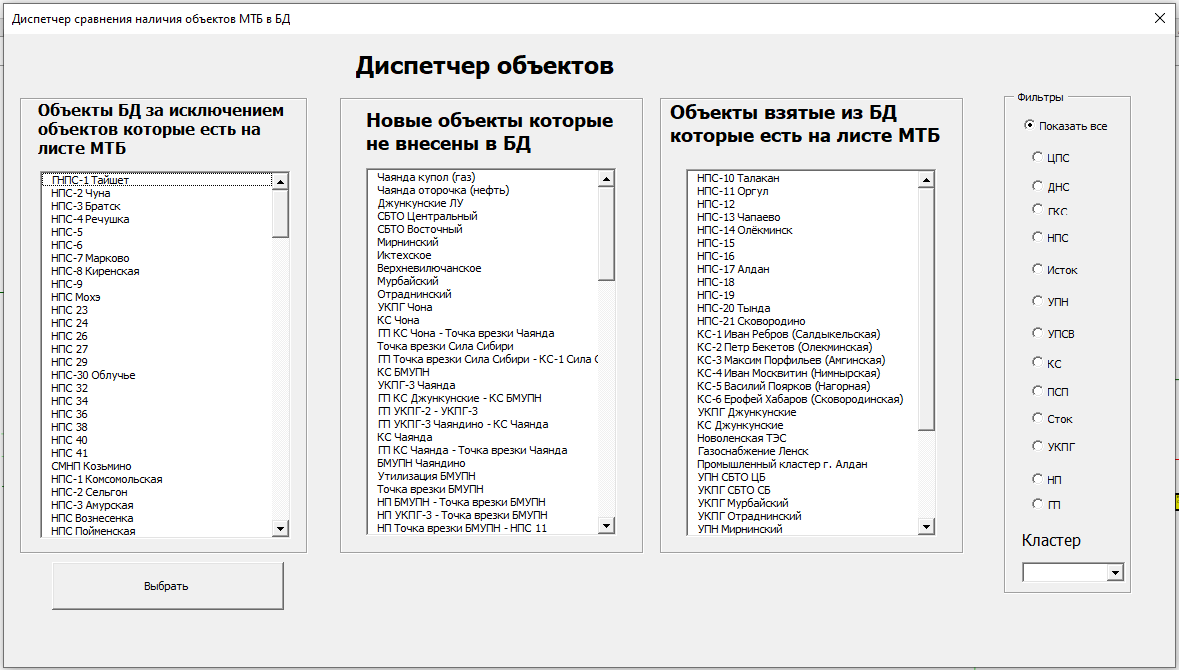 Диспетчер сравнения наличия объектов МТБ в БД
Диспетчер объектов
Объекты БД за исключением
объектов которые есть на
листе МТБ
ГНПС-1 Тайшет
НПС-2 Чуна
НПС-3 Братск
НПС-4 Речушка
НПС-5
НПС-6
НПС-7 Марково
НПС-8 Киренская
НПС-9
НПС Мохэ
НПС 23
НПС 24
НПС 26
НПС 27
НПС 29
НПС-30 Облучье
НПС 32
НПС 34
НПС 36
НПС 38
НПС 40
НПС 41
СМНП Козьмино
НПС-1 Комсомольская
НПС-2 Сельгон
НПС-3 Амурская
НПС Вознесенка
НПС Пойменская
Выбрать
Новые объекты которые
не внесены в БД
Чаянда купол (газ)
Чаянда оторочка (нефть)
Джункунские ЛУ
СБТО Центральный
СБТО Восточный
Мирнинский
Иктехское
Верхневилючанское
Мурбайский
Отраднинский
УКПГ Чона
КС Чона
ГП КС Чона - Точка врезки Чаянда
Точка врезки Сила Сибири
ГП Точка врезки Сила Сибири - КС-1 Сила С
КС БМУПН
УКПГ-3 Чаянда
ГП КС Джункунские - КС БМУПН
ГП УКПГ-2 - УКПГ-3
ГП УКПГ-3 Чаяндино - КС Чаянда
КС Чаянда
ГП КС Чаянда - Точка врезки Чаянда
БМУПН Чаяндино
Утилизация БМУПН
Точка врезки БМУПН
НП БМУПН - Точка врезки БМУПН
НП УКПГ-3 - Точка врезки БМУПН
НП Точка врезки БМУПН - НПС 11
Объекты взятые из БД
которые есть на листе МТБ
НПС-10 Талакан
НПС-11 Оргул
НПС-12
НПС-13 Чапаево
НПС-14 Олёкминск
НПС-15
НПС-16
НПС-17 Алдан
НПС-18
НПС-19
НПС-20 Тында
НПС-21 Сковородино
КС-1 Иван Ребров (Салдыкельская)
КС-2 Петр Бекетов (Олекминская)
КС-3 Максим Порфильев (Амгинская)
КС-4 Иван Москвитин (Нимнырская)
КС-5 Василий Поярков (Нагорная)
КС-6 Ерофей Хабаров (Сковородинская)
УКПГ Джункунские
КС Джункунские
Новоленская ТЭС
Газоснабжение Ленск
Промышленный кластер г. Алдан
УПН СБТО ЦБ
УКПГ СБТО СБ
УКПГ Мурбайский
УКПГ Отраднинский
УПН Мирнинский
Фильтры
Показать все
ЦПС
ДНС
ГКС
НПС
Исток
УПН
УПСВ
КС
ПСП
Сток
УКПГ
НП
ГП
Кластер